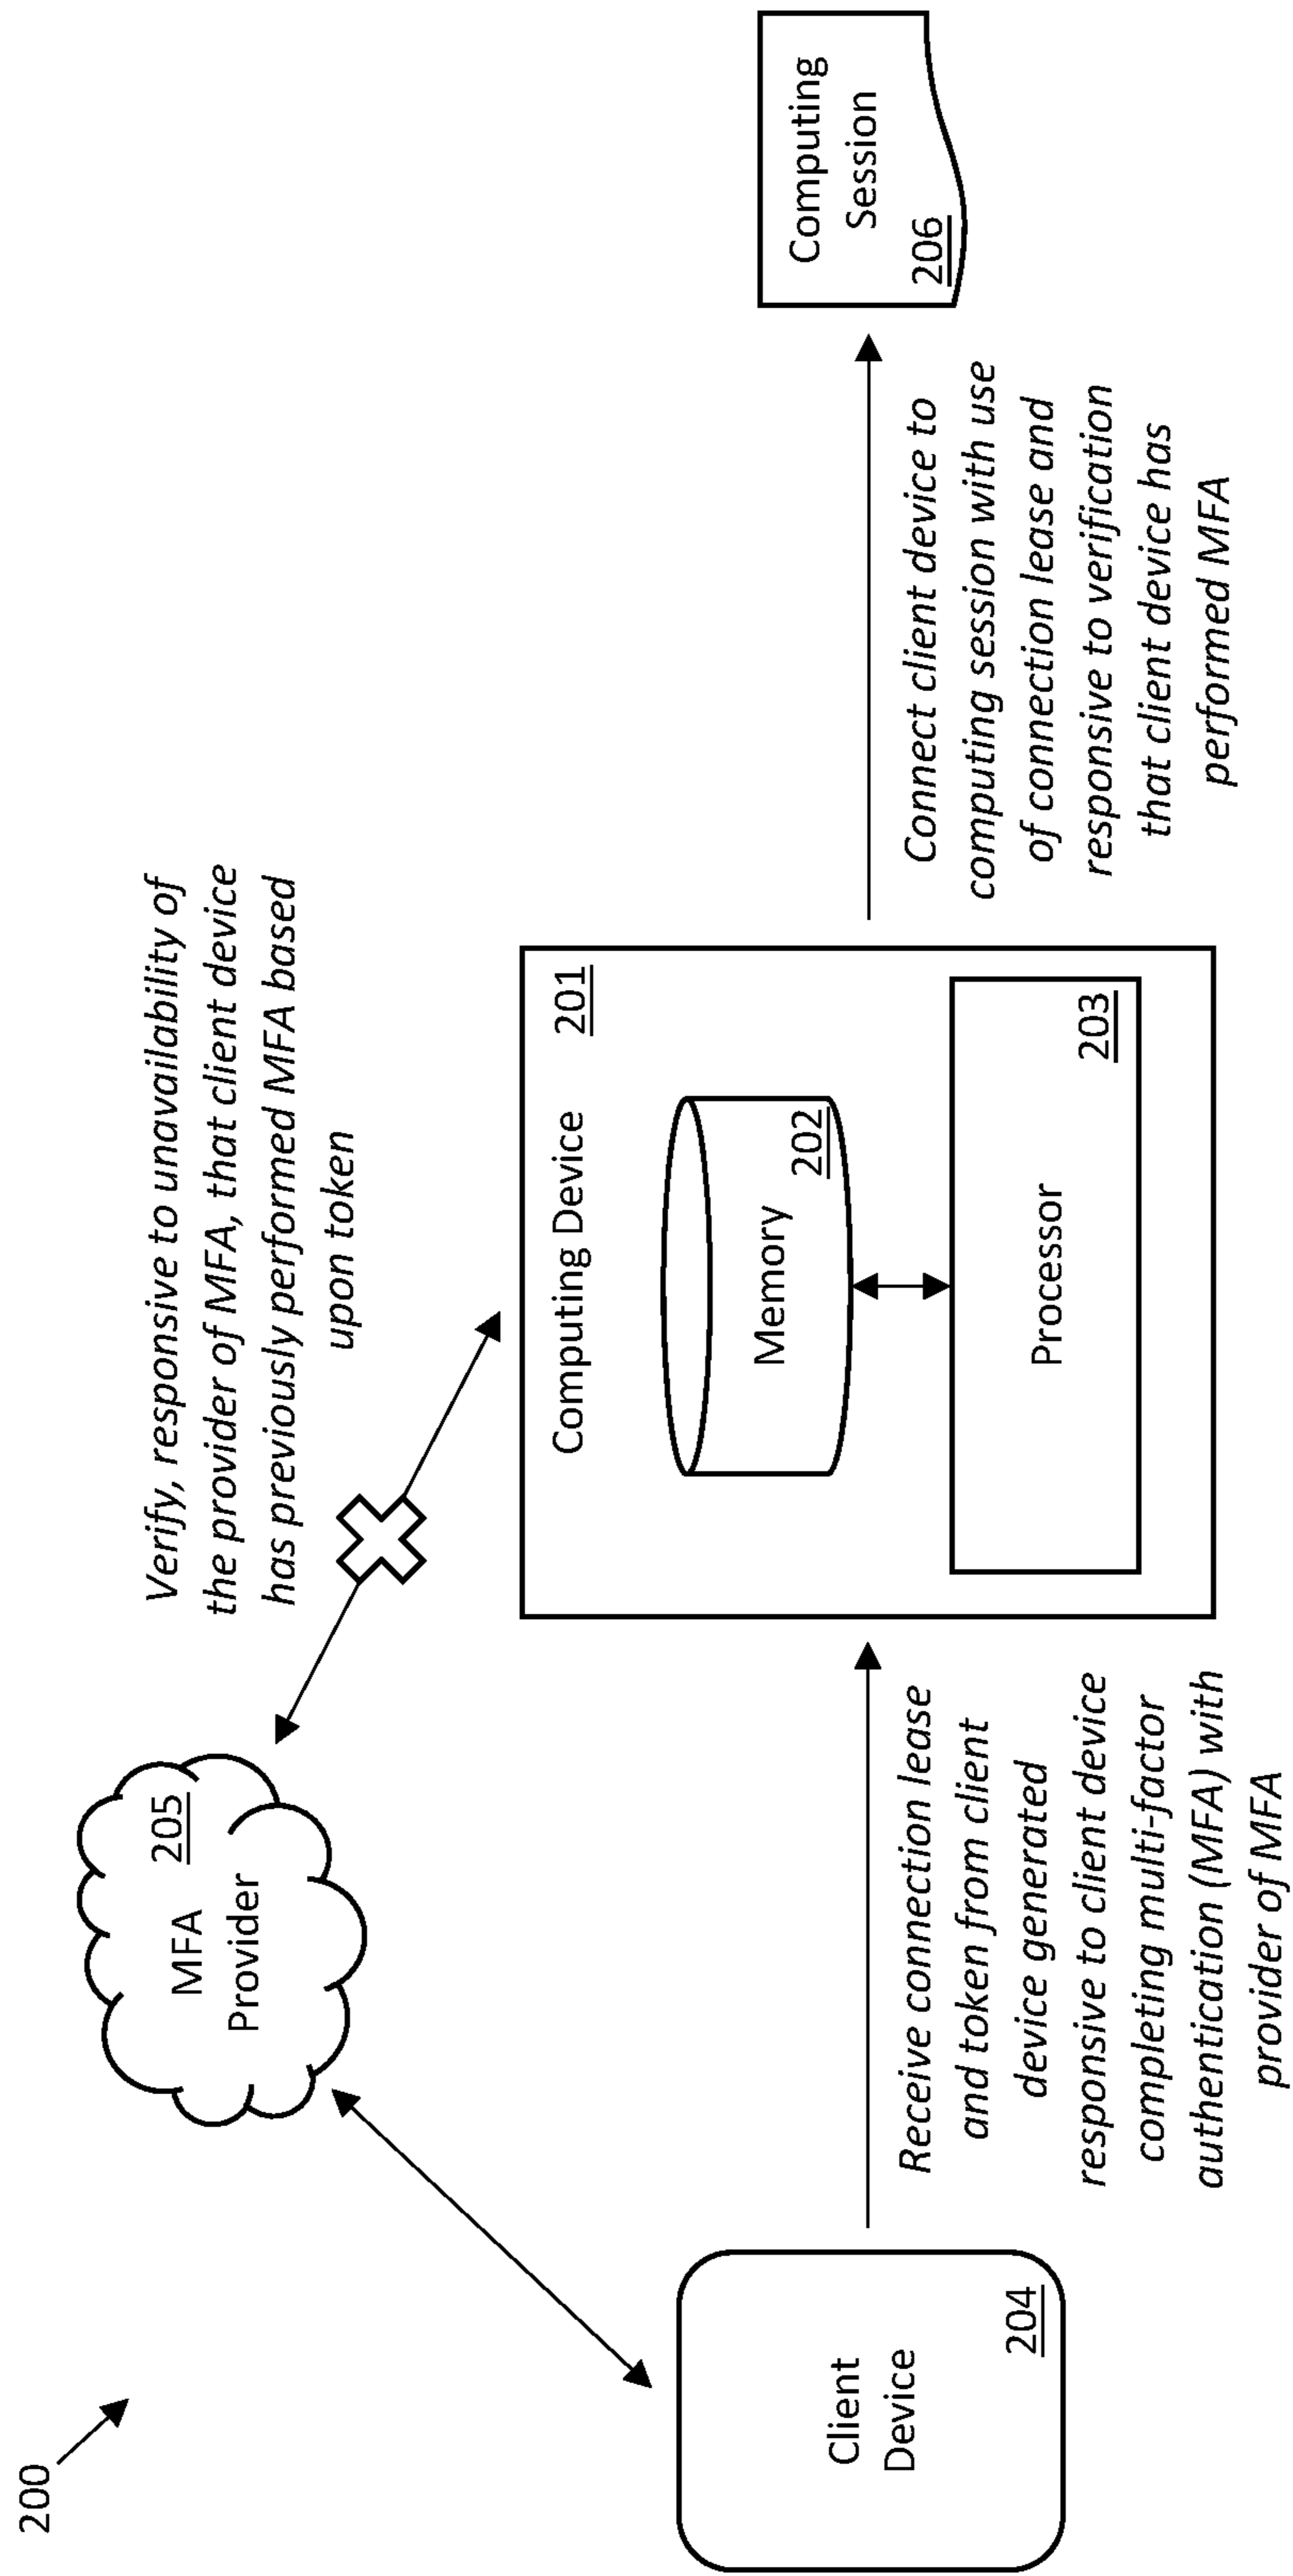 200
Verify, responsive to unavailability of
the provider of MFA, that client device
has previously performed MFA based
upon token
MFA
Provider
205
Client
Device
204
Receive connection lease
and token from client
device generated
responsive to client device
completing multi-factor
authentication (MFA) with
provider of MFA
Computing Device
201
Memory
202
Processor
203
Connect client device to
computing session with use
of connection lease and
responsive to verification
that client device has
performed MFA
Computing
Session
206